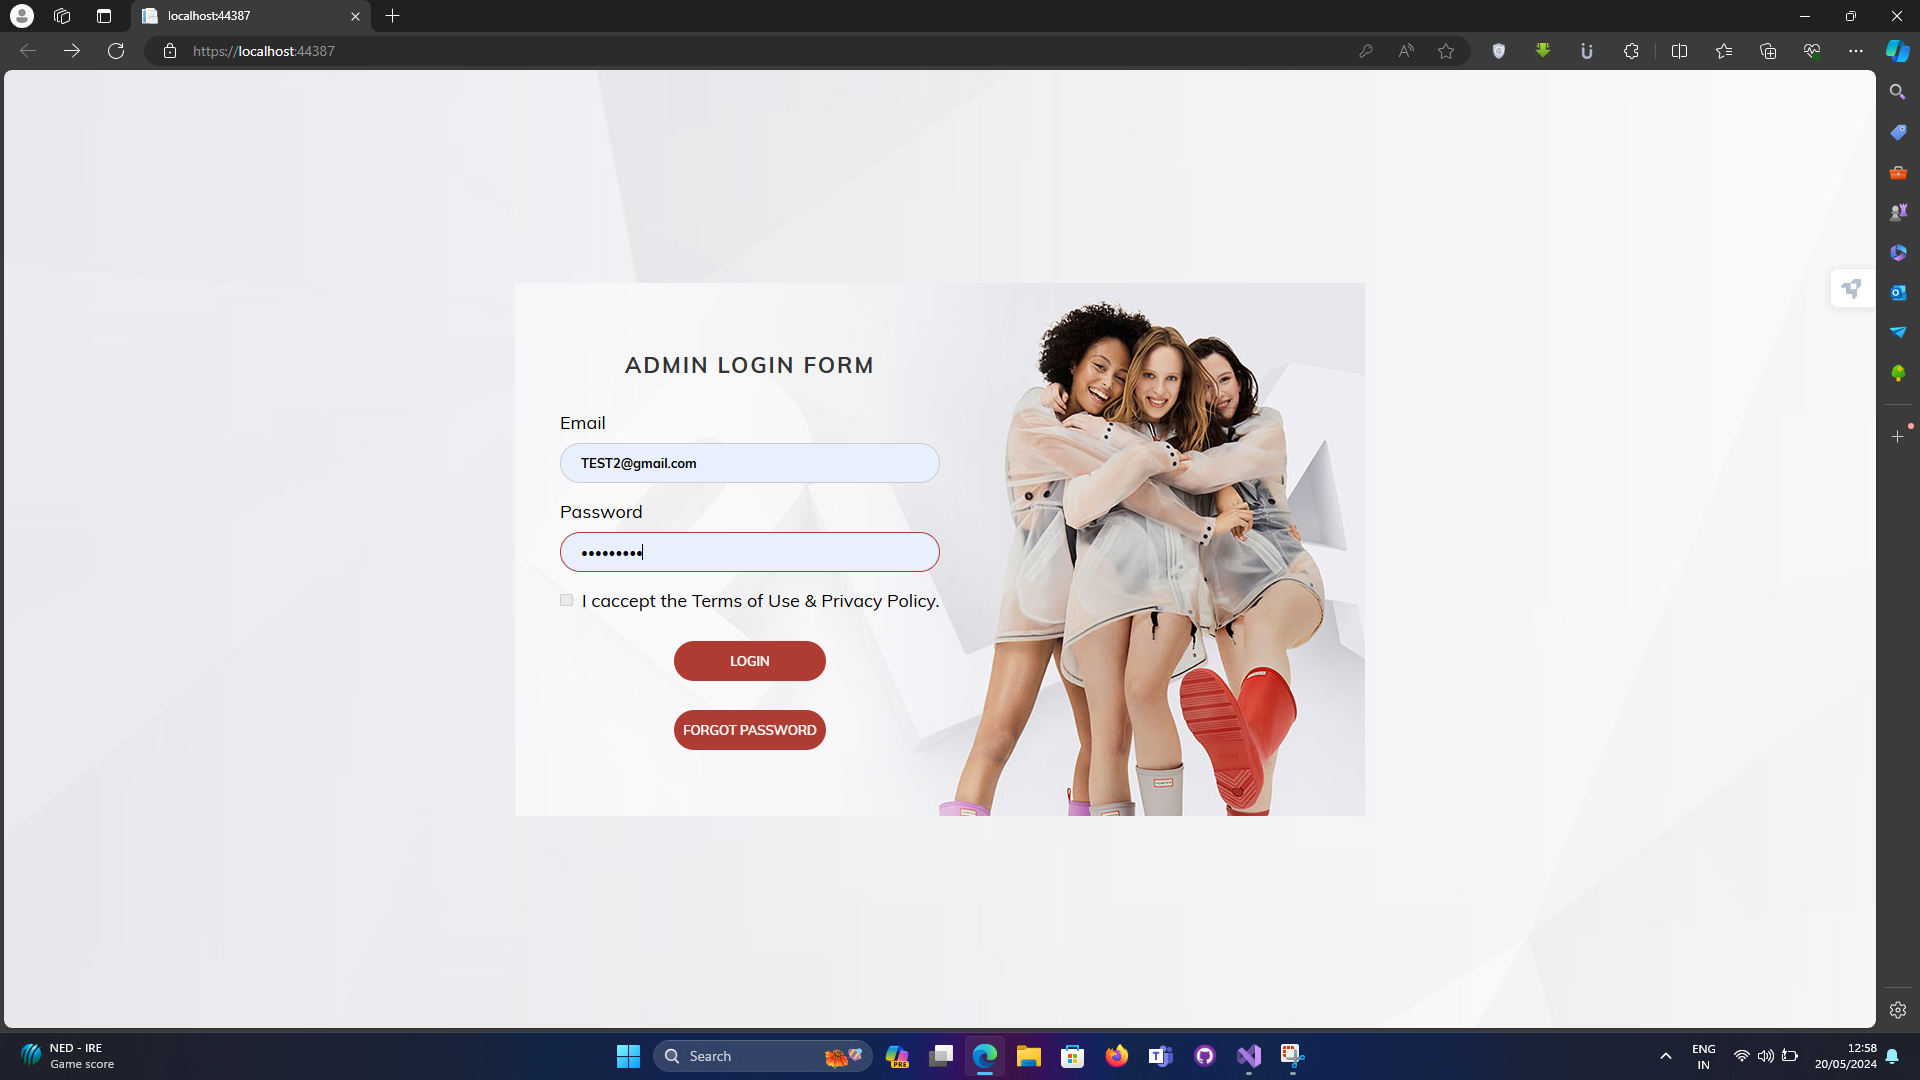 localhost:44387
https://localhost:44387
ADMIN LOGIN FORM
Email
TEST2@gmail.com
Password
•••••••••
I caccept the Terms of Use & Privacy Policy.
LOGIN
FORGOT PASSWORD
NED - IRE
Game score
Search
PRE
ENG
IN
12:58
20/05/2024